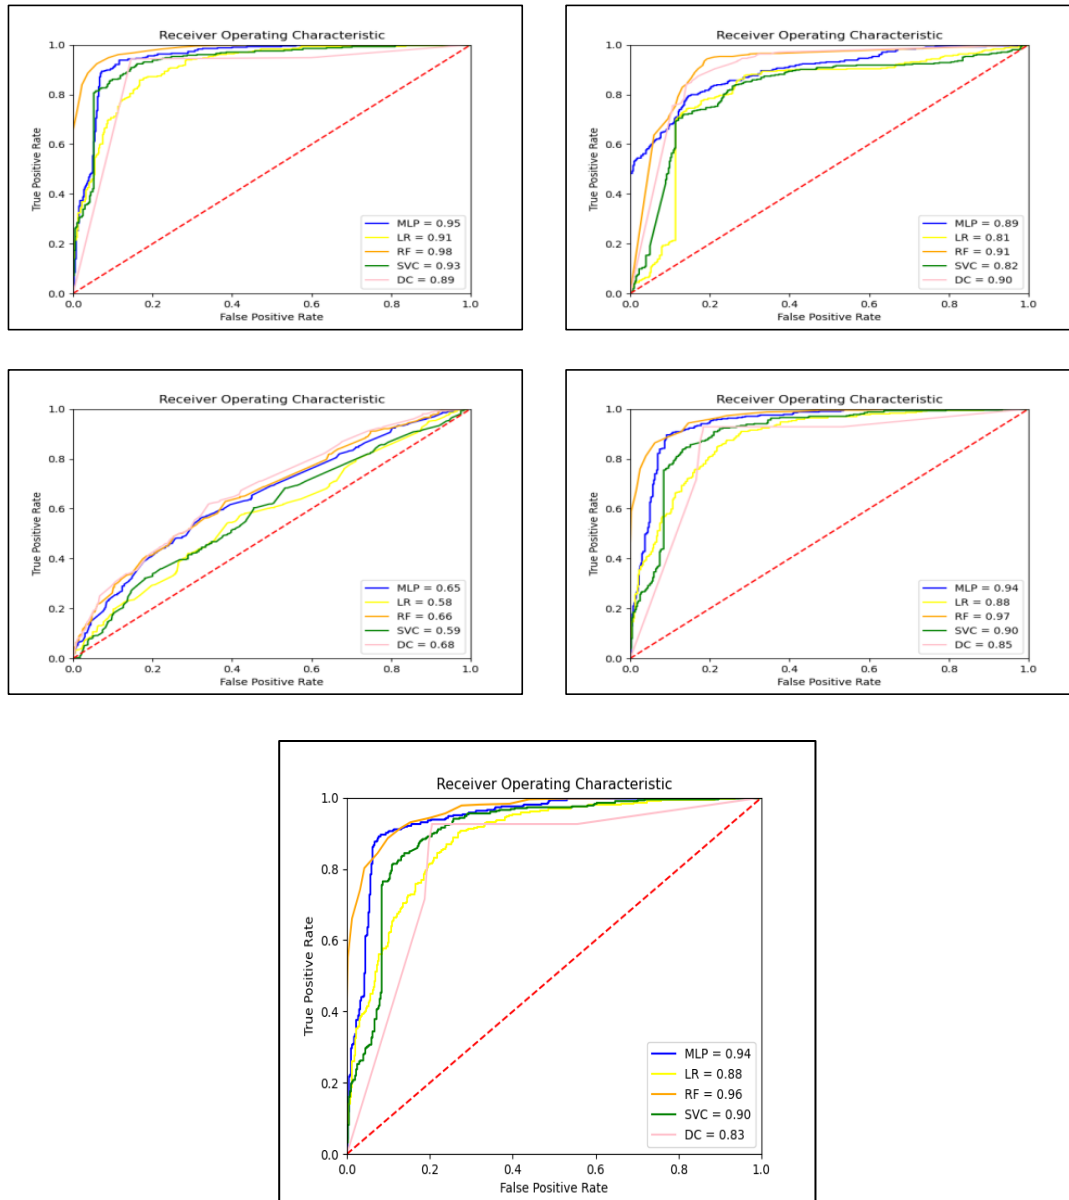 Receiver Operating Characteristic
True Positive Rate
1.0
0.8
0.6
0.4
0.2
0.0
MLP = 0.95
LR = 0.91
RF = 0.98
SVC = 0.93
DC = 0.89
0.0 0.2 0.4 0.6 0.8 1.0
False Positive Rate
Receiver Operating Characteristic
True Positive Rate
1.0
0.8
0.6
0.4
0.2
0.0
MLP = 0.89
LR = 0.81
RF = 0.91
SVC = 0.82
DC = 0.90
0.0 0.2 0.4 0.6 0.8 1.0
False Positive Rate
Receiver Operating Characteristic
True Positive Rate
1.0
0.8
0.6
0.4
0.2
0.0
MLP = 0.65
LR = 0.58
RF = 0.66
SVC = 0.59
DC = 0.68
0.0 0.2 0.4 0.6 0.8 1.0
False Positive Rate
Receiver Operating Characteristic
True Positive Rate
1.0
0.8
0.6
0.4
0.2
0.0
MLP = 0.94
LR = 0.88
RF = 0.97
SVC = 0.90
DC = 0.85
0.0 0.2 0.4 0.6 0.8 1.0
False Positive Rate
Receiver Operating Characteristic
True Positive Rate
1.0
0.8
0.6
0.4
0.2
0.0
MLP = 0.94
LR = 0.88
RF = 0.96
SVC = 0.90
DC = 0.83
0.0 0.2 0.4 0.6 0.8 1.0
False Positive Rate